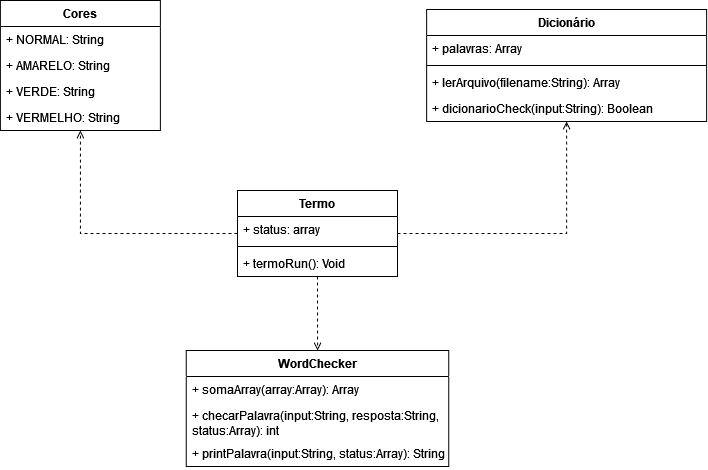 Cores
+ NORMAL: String
+ AMARELO: String
+ VERDE: String
+ VERMELHO: String
Dicionário
+ palavras: Array
+ lerArquivo(filename:String): Array
+ dicionarioCheck(input:String): Boolean
Termo
+ status: array
+ termoRun(): Void
WordChecker
+ somaArray(array:Array): Array
+ checarPalavra(input:String, resposta:String,
status:Array): int
+ printPalavra(input:String, status:Array): String